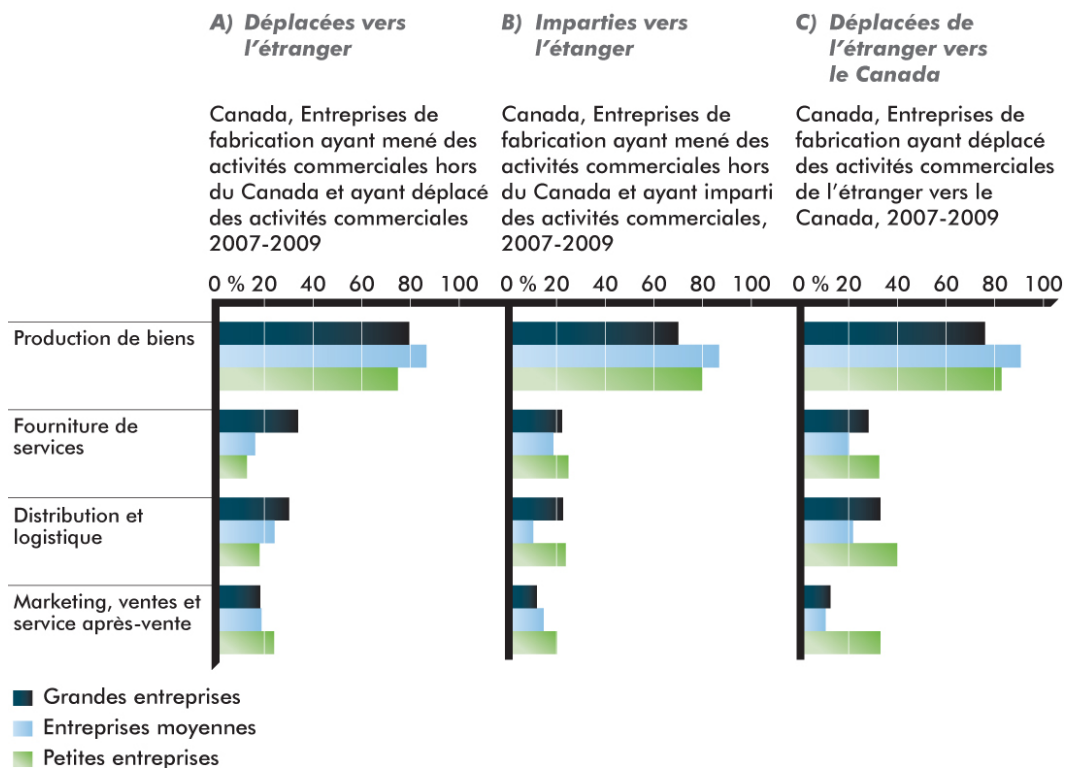 A) Déplacées vers
l'étranger
Canada, Entreprises de
fabrication ayant mené des
activités commerciales hors
du Canada et ayant déplacé
des activités commerciales
2007-2009
B) Imparties vers
l'étanger
Canada, Entreprises de
fabrication ayant mené des
activités commerciales hors
du Canada et ayant imparti
des activités commerciales,
2007-2009
C) Déplacées de
l'étranger vers
le Canada
Canada, Entreprises de
fabrication ayant déplacé
des activités commerciales
de l'étranger vers le
Canada, 2007-2009
0 % 20 40 60 80 100
0 % 20 40 60 80 100
0 % 20 40 60 80 100
Production de biens
Fourniture de
services
Distribution et
logistique
Marketing, ventes et
service après-vente
Grandes entreprises
Entreprises moyennes
Petites entreprises